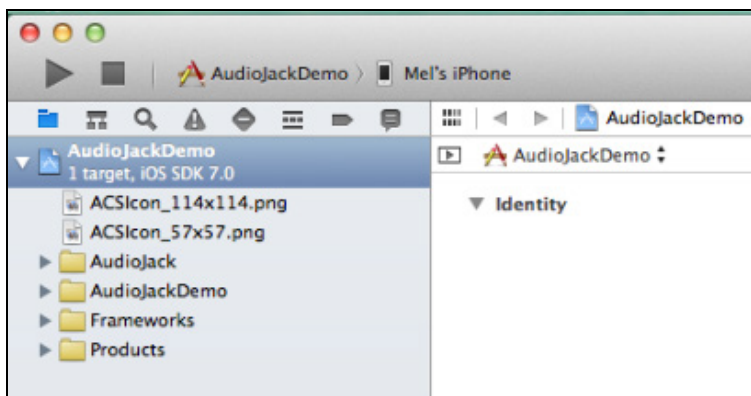 AudioJackDemo
Mel's iPhone
AudioJackDemo
AudioJackDemo
1 target, iOS SDK 7.0
AudioJackDemo
ACSIcon_114x114.png
Identity
ACSIcon_57x57.png
AudioJack
AudioJackDemo
Frameworks
Products